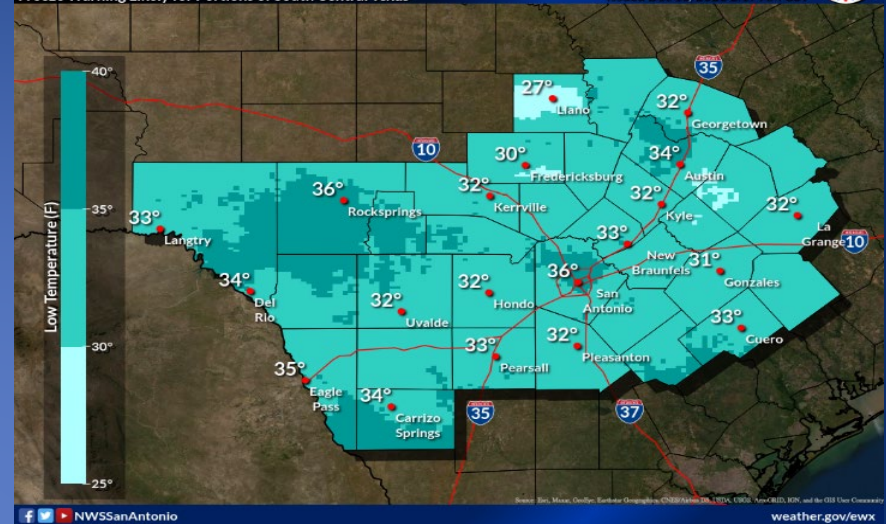 Low Temperature (F)
40°
35°
30°
25°
35
27°
Llano
32°
Georgetown
10
30°
Fredericksburg
34°
Austin
36°
Rocksprings
32°
Kerrville
32°
Kyle
32°
La
Grange
10
33°
Langtry
33°
New
Braunfels
31°
Gonzales
34°
Del
Rio
32°
Uvalde
32°
Hondo
36°
San
Antonio
33°
Cuero
35°
Eagle
Pass
33°
Pearsall
32°
Pleasanton
34°
Carrizo
Springs
35
37
NWSSanAntonio
weather.gov/ewx